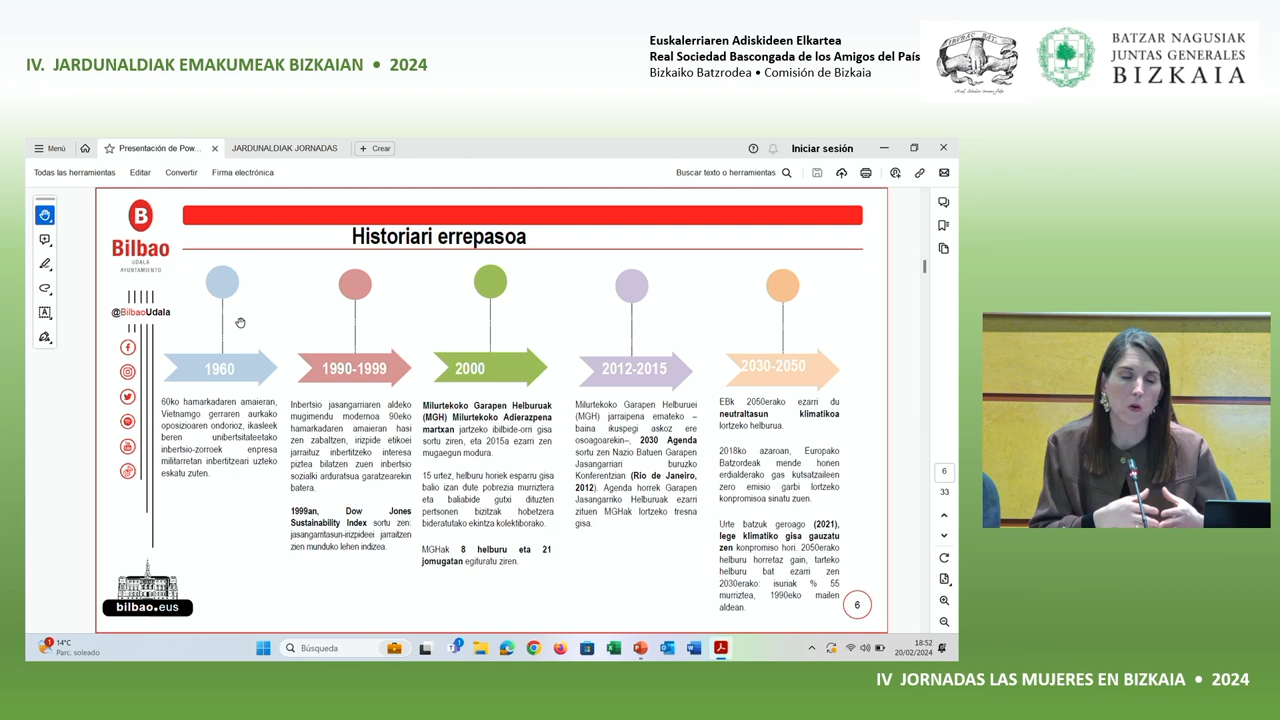 IV. JARDUNALDIAK EMAKUMEAK BIZKAIAN • 2024
Euskalerriaren Adiskideen Elkartea
Real Sociedad Bascongada de los Amigos del País
Bizkaiko Batzrodea • Comisión de Bizkaia
BATZAR NAGUSIAK
JUNTAS GENERALES
BIZKAIA
Menú
Presentación de Pow...
JARDUNALDIAK JORNADAS
Crear
Iniciar sesión
Todas las herramientas
Editar
Convertir
Firma electrónica
Buscar texto o herramientas
B
Bilbao
UDALA
AYUNTAMIENTO
@BilbaoUdala
bilbao.eus
Historiari errepasoa
1960
60ko hamarkadaren amaieran,
Vietnamgo gerraren aurkako
oposizioaren ondorioz, ikasleek
beren unibertsitateetako
inbertsio-zorroek enpresa
militarretan inbertitzeari uzteko
eskatu zuten.
1990-1999
Inbertsio jasangarriaren aldeko
mugimendu modernoa 90eko
hamarkadaren amaieran hasi
zen zabaltzen, irizpide etikoei
jarraituz inbertitzeko interesa
piztea bilatzen zuen inbertsio
sozialki arduratsua garatzearekin
batera.
1999an, Dow Jones
Sustainability Index sortu zen:
jasangarritasun-irizpideei jarraitzen
zien munduko lehen indizea.
2000
Milurtekoko Garapen Helburuak
(MGH) Milurtekoko Adierazpena
martxan jartzeko ibilbide-orri gisa
sortu ziren, eta 2015a ezarri zen
mugaegun modura.
15 urtez, helburu horiek esparru gisa
balio izan dute pobrezia murriztera
eta baliabide gutxi dituzten
pertsonen bizitzak hobetzera
bideratutako ekintza kolektiborako.
MGHak 8 helburu eta 21
jomugatan egituratu ziren.
2012-2015
Milurtekoko Garapen Helburuei
(MGH) jarraipena emateko –
baina ikuspegi askoz ere
osoagoarekin–, 2030 Agenda
sortu zen Nazio Batuen Garapen
Jasangarriari buruzko
Konferentzian (Rio de Janeiro,
2012). Agenda horrek Garapen
Jasangarriko Helburuak ezarri
zituen MGHak lortzeko tresna
gisa.
2030-2050
EBk 2050erako ezarri du
neutraltasun klimatikoa
lortzeko helburua.
2018ko azaroan, Europako
Batzordeak mende honen
erdialderako gas kutsatzaileen
zero emisio garbi lortzeko
konpromisoa sinatu zuen.
Urte batzuk geroago (2021),
lege klimatiko gisa gauzatu
zen konpromiso hori. 2050erako
helburu horretaz gain, tarteko
helburu bat ezarri zen
2030erako: isuriak % 55
murriztea, 1990eko mailen
aldean.
6
6
33
1
14°C
Parc. soleado
Búsqueda
18:52
20/02/2024
IV JORNADAS LAS MUJERES EN BIZKAIA • 2024